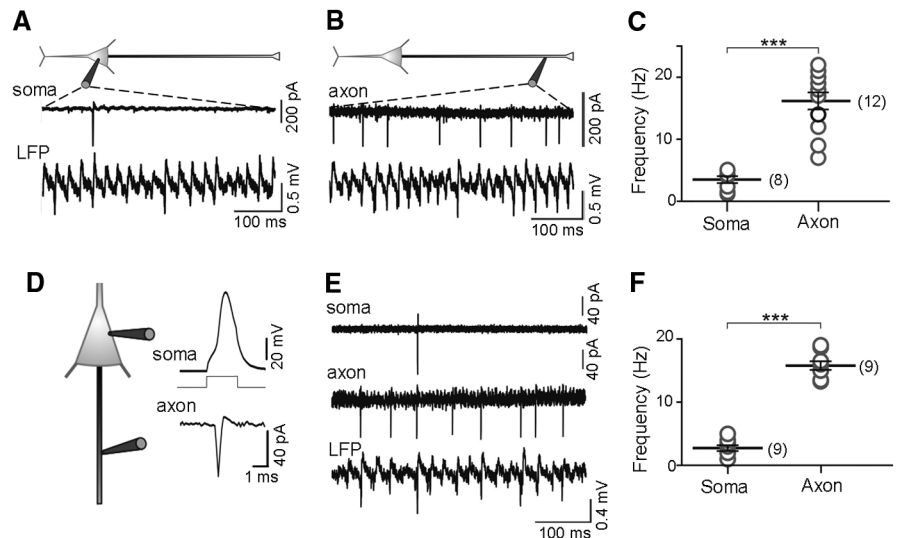 A
soma
200 pA
LFP
0.5 mV
100 ms
B
axon
200 pA
0.5 mV
100 ms
C
***
Frequency (Hz)
20
10
0
(8)
(12)
Soma
Axon
D
soma
20 mV
axon
40 pA
1 ms
E
soma
40 pA
axon
40 pA
LFP
0.4 mV
100 ms
F
***
Frequency (Hz)
20
10
0
(9)
(9)
Soma
Axon